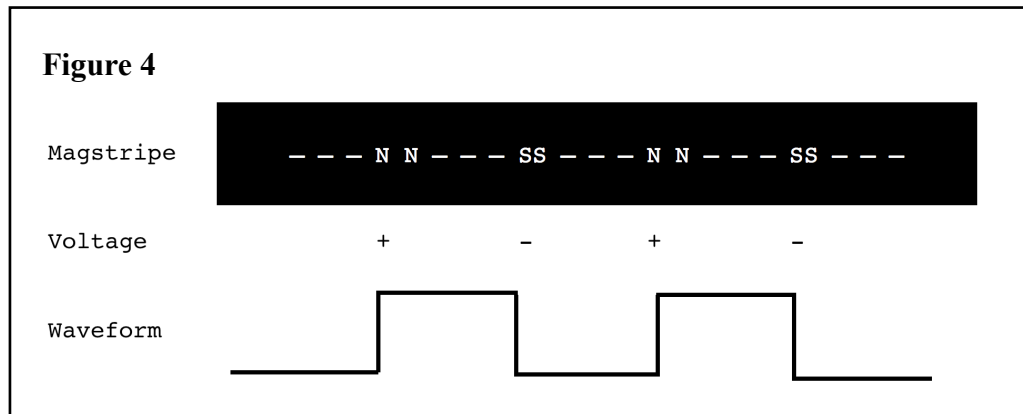 Figure 4
Magstripe – – – N N – – – SS – – – – N N – – – – SS – – –
Voltage + – + –
Waveform